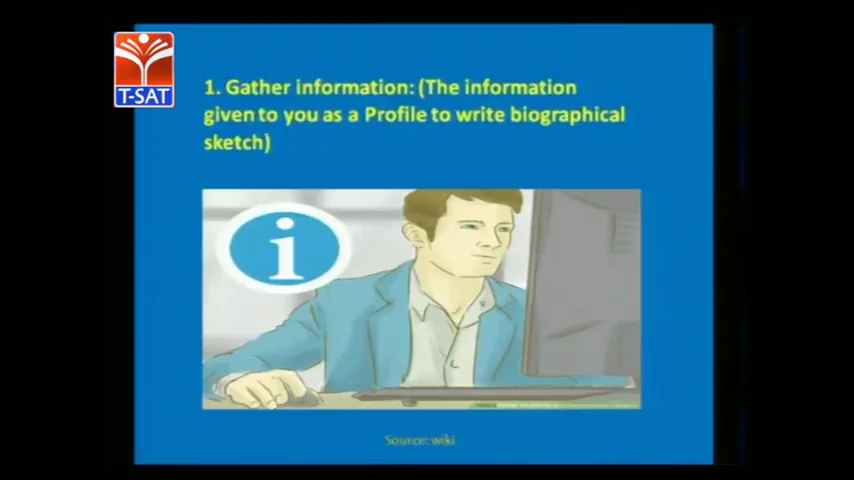 T-SAT
1. Gather information: (The information
given to you as a Profile to write biographical
sketch)
i
Source: wiki